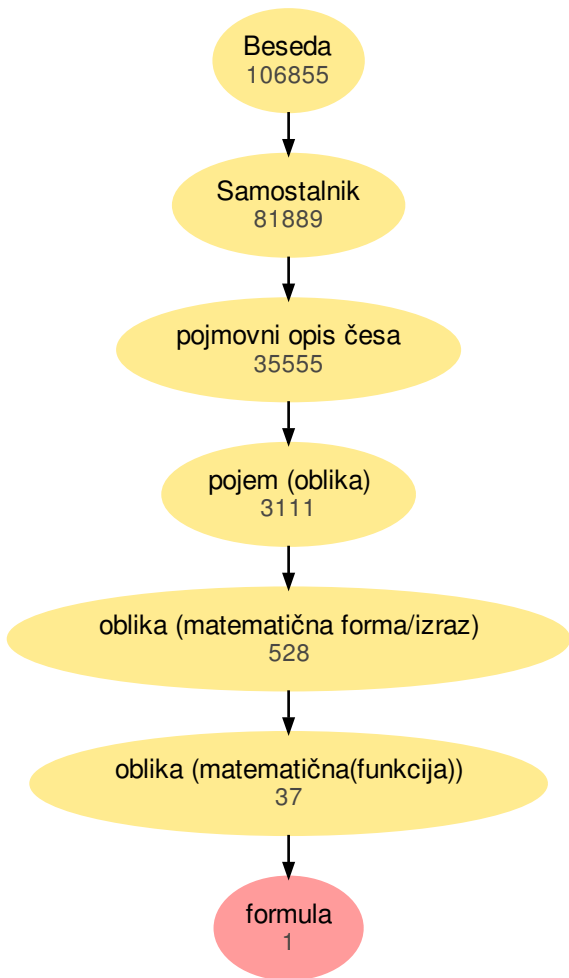 Beseda
106855
Samostalnik
81889
pojmovni opis česa
35555
pojem (oblika)
3111
oblika (matematična forma/izraz)
528
oblika (matematična(funkcija))
37
formula
1